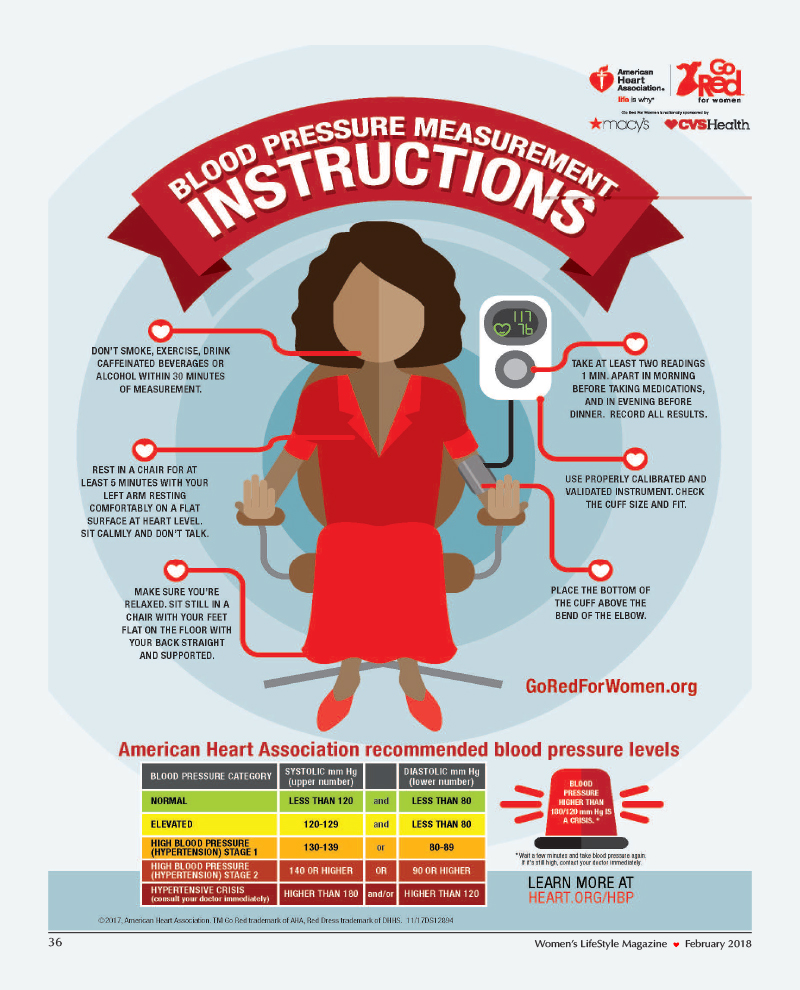 American
Heart
Association®
life is why®
Go
Red
for women
Go Red For Women is nationally sponsored by
★macy's
CVSHealth
BLOOD PRESSURE MEASUREMENT
INSTRUCTIONS
117
76
DON'T SMOKE, EXERCISE, DRINK
CAFFEINATED BEVERAGES OR
ALCOHOL WITHIN 30 MINUTES
OF MEASUREMENT.
TAKE AT LEAST TWO READINGS
1 MIN. APART IN MORNING
BEFORE TAKING MEDICATIONS,
AND IN EVENING BEFORE
DINNER. RECORD ALL RESULTS.
REST IN A CHAIR FOR AT
LEAST 5 MINUTES WITH YOUR
LEFT ARM RESTING
COMFORTABLY ON A FLAT
SURFACE AT HEART LEVEL.
SIT CALMLY AND DON'T TALK.
USE PROPERLY CALIBRATED AND
VALIDATED INSTRUMENT. CHECK
THE CUFF SIZE AND FIT.
MAKE SURE YOU'RE
RELAXED. SIT STILL IN A
CHAIR WITH YOUR FEET
FLAT ON THE FLOOR WITH
YOUR BACK STRAIGHT
AND SUPPORTED.
PLACE THE BOTTOM OF
THE CUFF ABOVE THE
BEND OF THE ELBOW.
GoRedForWomen.org
American Heart Association recommended blood pressure levels
BLOOD PRESSURE CATEGORY SYSTOLIC mm Hg (upper number) DIASTOLIC mm Hg (lower number)
NORMAL LESS THAN 120 and LESS THAN 80
ELEVATED 120-129 and LESS THAN 80
HIGH BLOOD PRESSURE (HYPERTENSION) STAGE 1 130-139 or 80-89
HIGH BLOOD PRESSURE (HYPERTENSION) STAGE 2 140 OR HIGHER OR 90 OR HIGHER
HYPERTENSIVE CRISIS (consult your doctor immediately) HIGHER THAN 180 and/or HIGHER THAN 120
BLOOD
PRESSURE
HIGHER THAN
180/120 mm Hg IS
A CRISIS. *
*Wait a few minutes and take blood pressure again.
If it's still high, contact your doctor immediately.
LEARN MORE AT
HEART.ORG/HBP
©2017, American Heart Association. TM Go Red trademark of AHA, Red Dress trademark of DHHS. 11/17DS12894
36
Women's LifeStyle Magazine ♥ February 2018